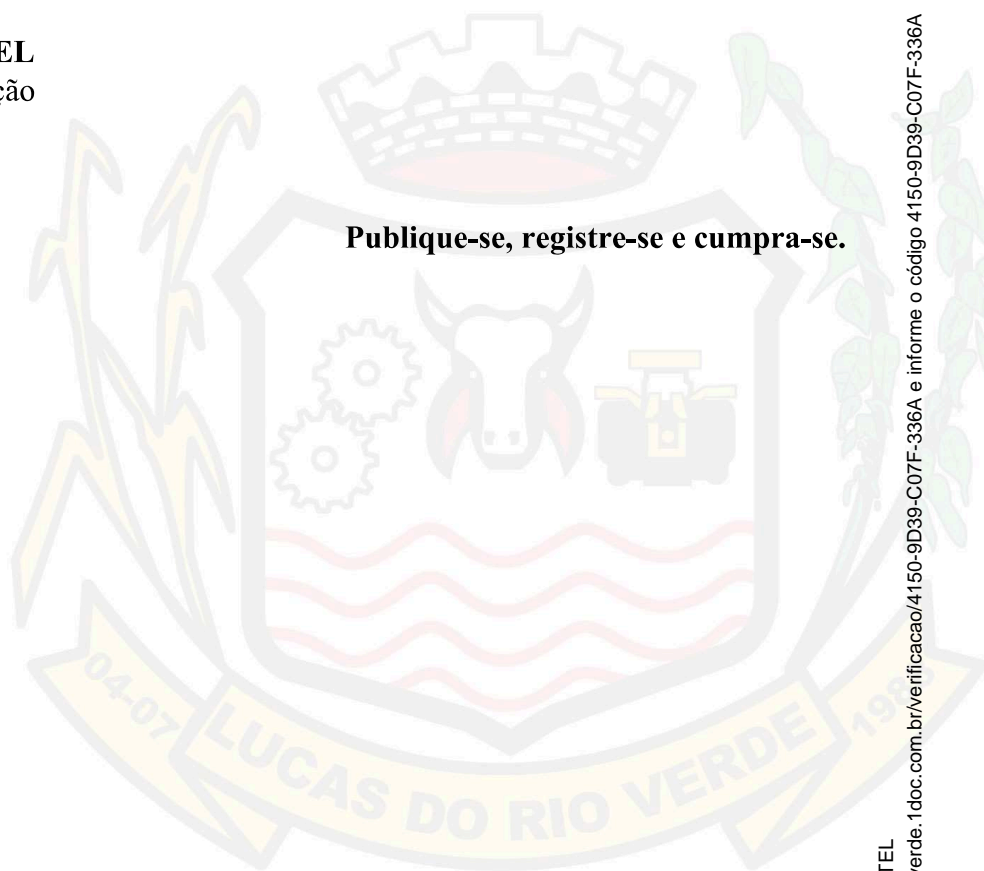 EL
ção
Publique-se, registre-se e cumpra-se.
04-07
LUCAS DO RIO VERDE
TEL
verde.1doc.com.br/verificacao/4150-9D39-C07F-336A e informe o código 4150-9D39-C07F-336A